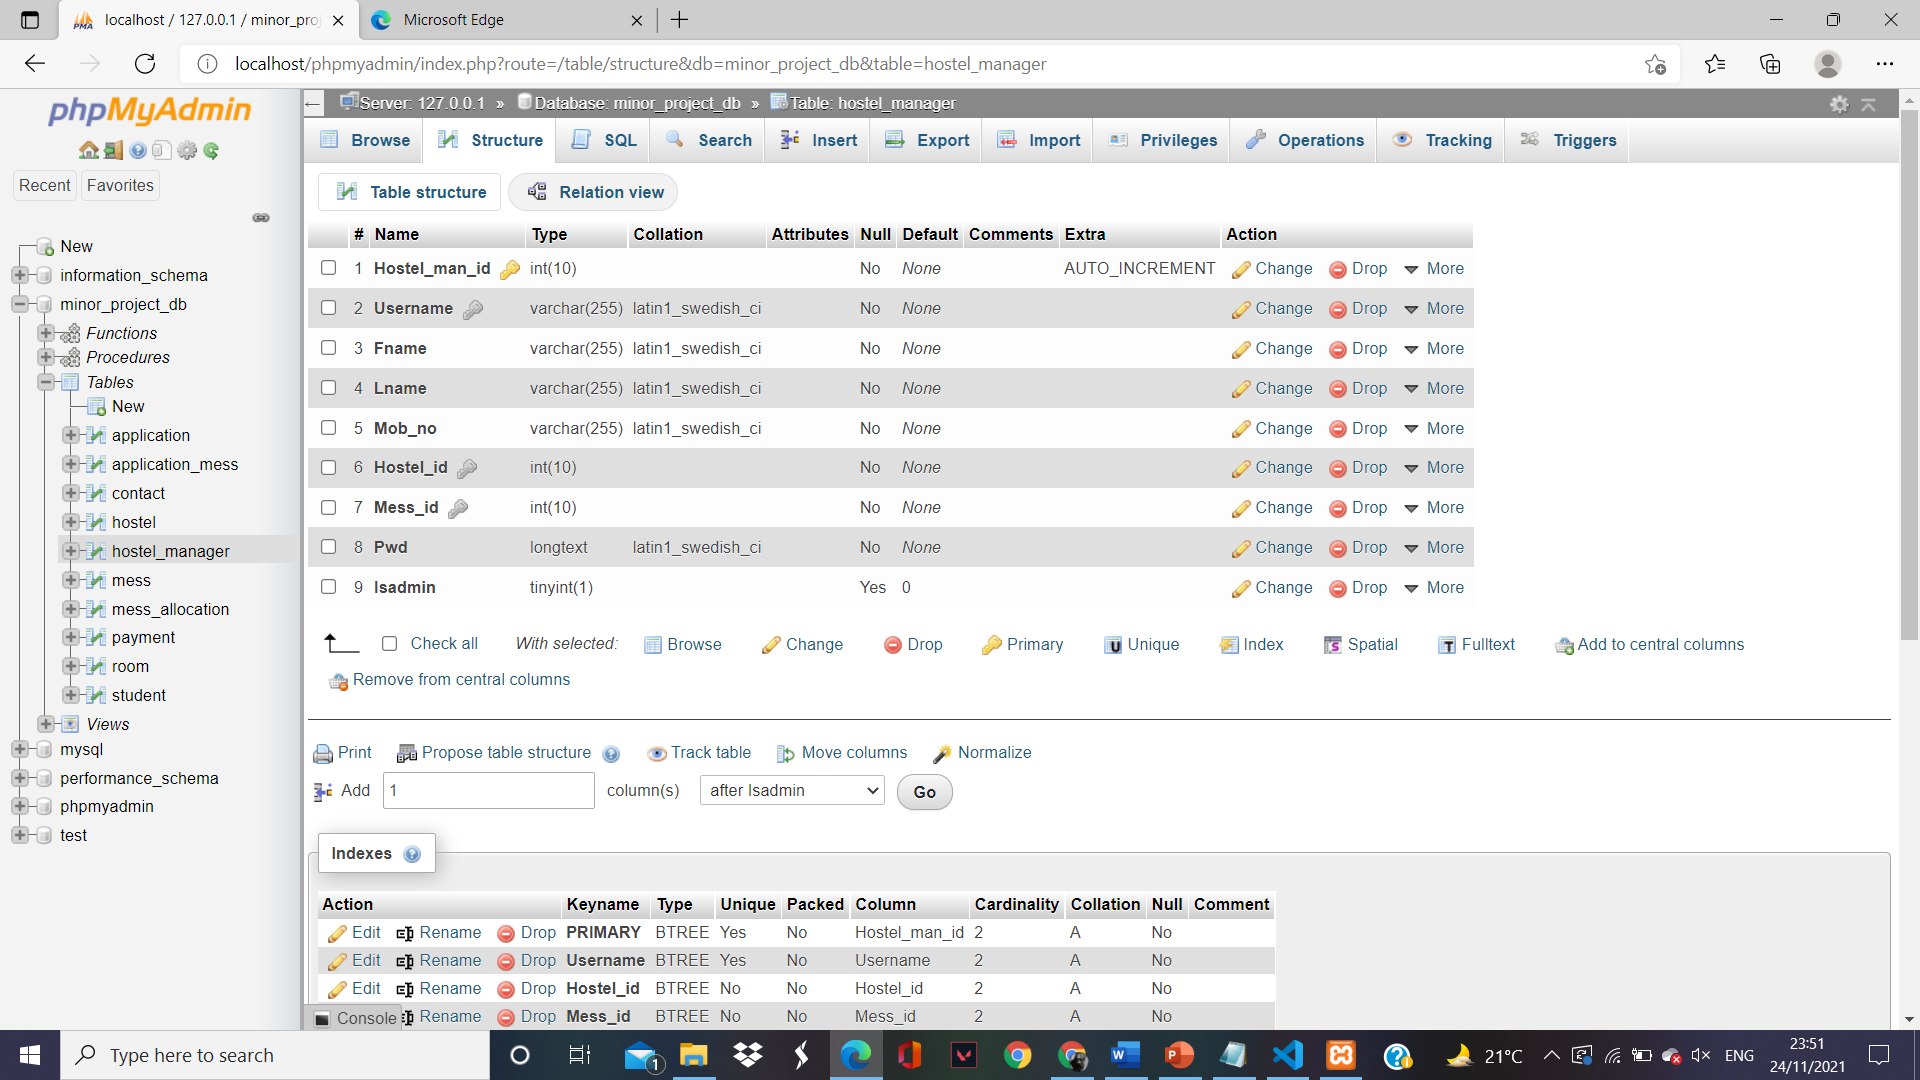 localhost / 127.0.0.1 / minor_pro
Microsoft Edge
localhost/phpmyadmin/index.php?route=/table/structure&db=minor_project_db&table=hostel_manager
phpMyAdmin
Recent Favorites
New
information_schema
minor_project_db
Functions
Procedures
Tables
New
application
application_mess
contact
hostel
hostel_manager
mess
mess_allocation
payment
room
student
Views
mysql
performance_schema
phpmyadmin
test
Server: 127.0.0.1 » Database: minor_project_db » Table: hostel_manager
Browse Structure SQL Search Insert Export Import Privileges Operations Tracking Triggers
Table structure Relation view
# Name Type Collation Attributes Null Default Comments Extra Action
1 Hostel_man_id int(10) No None AUTO_INCREMENT Change Drop More
2 Username varchar(255) latin1_swedish_ci No None Change Drop More
3 Fname varchar(255) latin1_swedish_ci No None Change Drop More
4 Lname varchar(255) latin1_swedish_ci No None Change Drop More
5 Mob_no varchar(255) latin1_swedish_ci No None Change Drop More
6 Hostel_id int(10) No None Change Drop More
7 Mess_id int(10) No None Change Drop More
8 Pwd longtext latin1_swedish_ci No None Change Drop More
9 Isadmin tinyint(1) Yes 0 Change Drop More
Check all With selected: Browse Change Drop Primary Unique Index Spatial Fulltext Add to central columns
Remove from central columns
Print Propose table structure Track table Move columns Normalize
Add 1 column(s) after Isadmin Go
Indexes
Action Keyname Type Unique Packed Column Cardinality Collation Null Comment
Edit Rename Drop PRIMARY BTREE Yes No Hostel_man_id 2 A No
Edit Rename Drop Username BTREE Yes No Username 2 A No
Edit Rename Drop Hostel_id BTREE No No Hostel_id 2 A No
Console Rename Drop Mess_id BTREE No No Mess_id 2 A No
Type here to search
1
21°C
ENG
23:51
24/11/2021